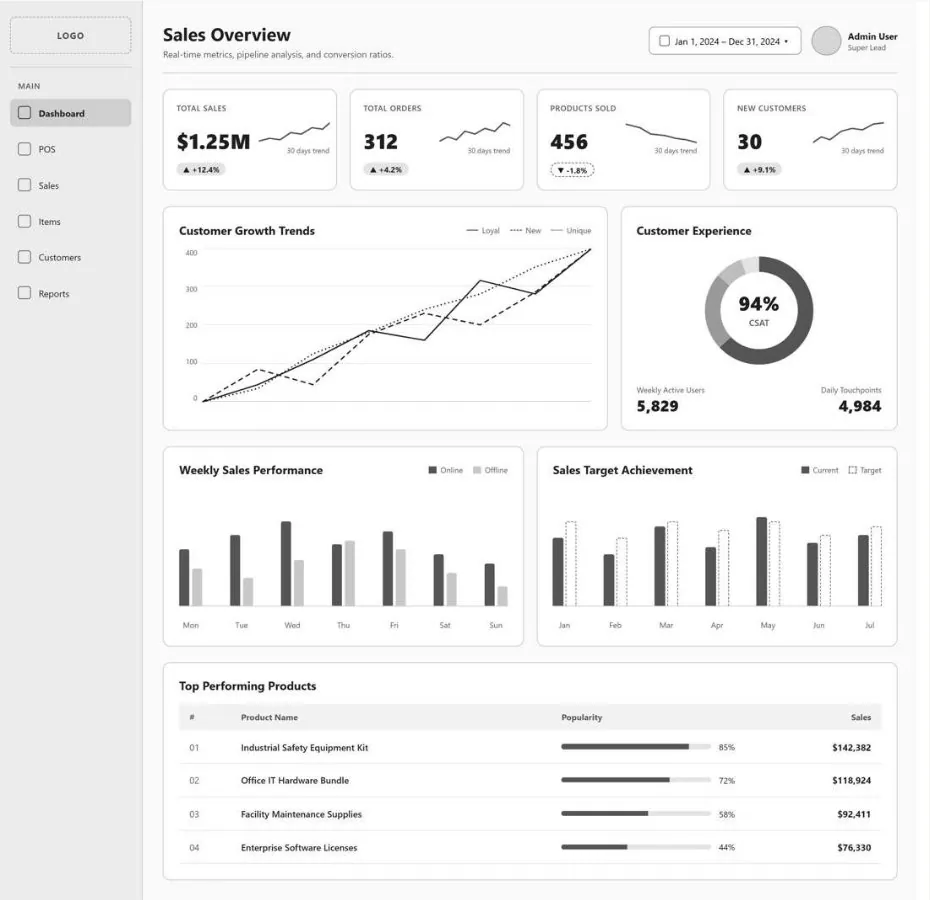 LOGO
MAIN
Dashboard
POS
Sales
Items
Customers
Reports
Sales Overview
Real-time metrics, pipeline analysis, and conversion ratios.
Jan 1, 2024 – Dec 31, 2024
Admin User
Super Lead
TOTAL SALES
$1.25M
30 days trend
▲ +12.4%
TOTAL ORDERS
312
30 days trend
▲ +4.2%
PRODUCTS SOLD
456
30 days trend
▼ -1.8%
NEW CUSTOMERS
30
30 days trend
▲ +9.1%
Customer Growth Trends
Loyal New Unique
400
300
200
100
0
Customer Experience
94%
CSAT
Weekly Active Users
5,829
Daily Touchpoints
4,984
Weekly Sales Performance
Online Offline
Mon Tue Wed Thu Fri Sat Sun
Sales Target Achievement
Current Target
Jan Feb Mar Apr May Jun Jul
Top Performing Products
# Product Name Popularity Sales
01 Industrial Safety Equipment Kit 85% $142,382
02 Office IT Hardware Bundle 72% $118,924
03 Facility Maintenance Supplies 58% $92,411
04 Enterprise Software Licenses 44% $76,330